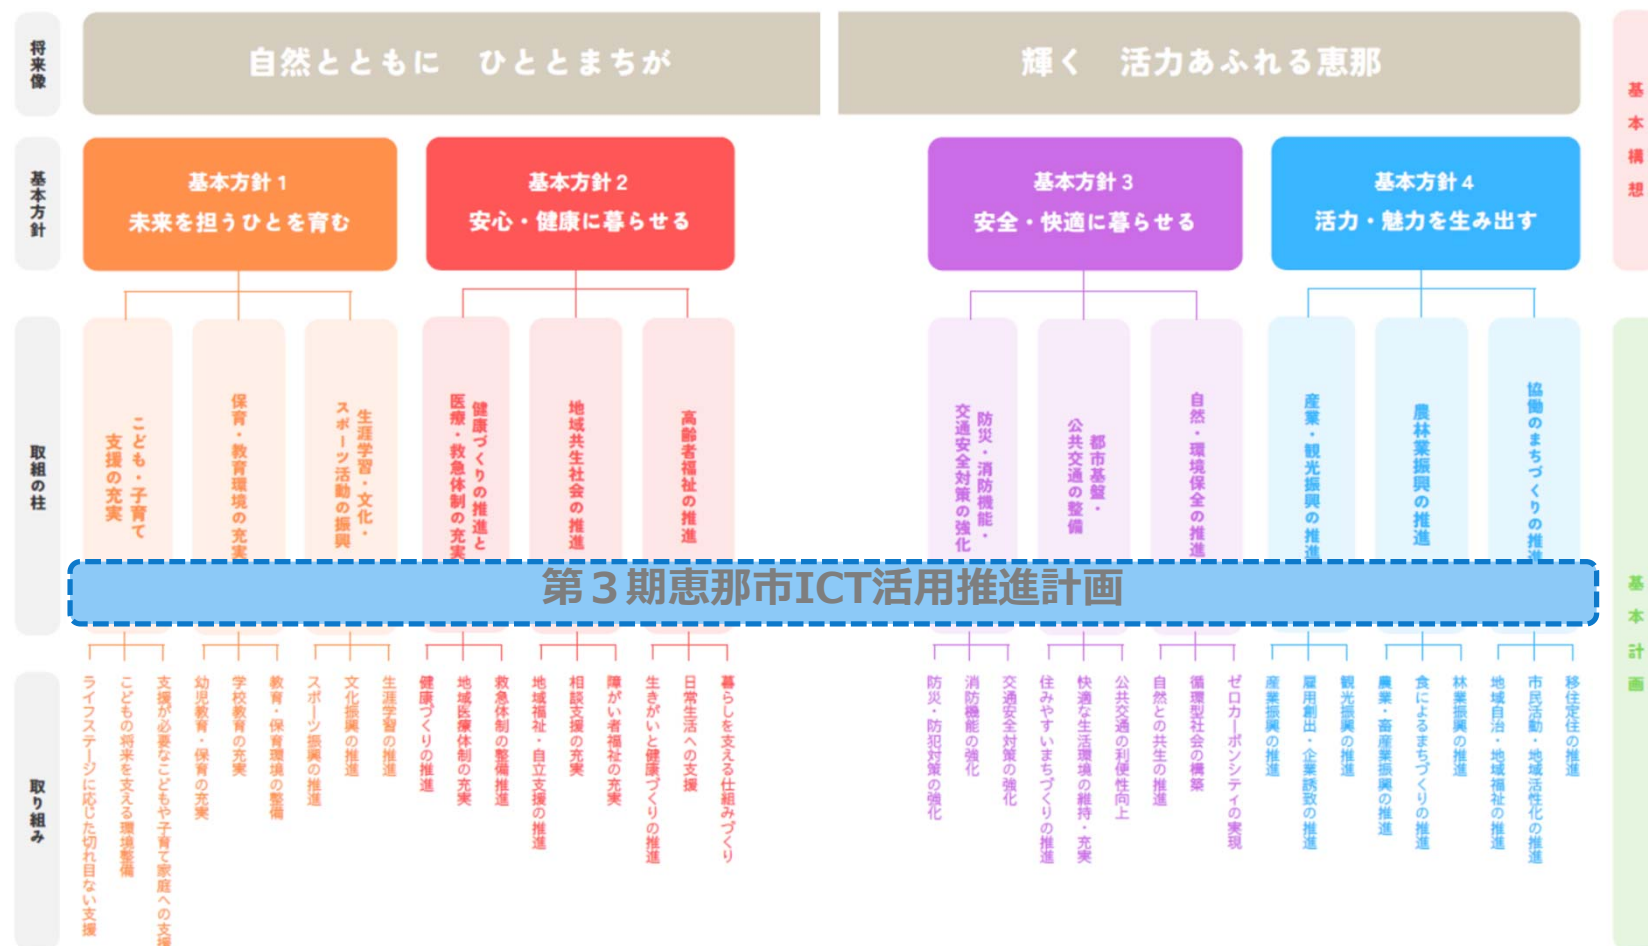 将来像
自然とともに　ひととまちが
輝く　活力あふれる恵那
基本構想
基本方針
基本方針１
未来を担うひとを育む
基本方針２
安心・健康に暮らせる
基本方針３
安全・快適に暮らせる
基本方針４
活力・魅力を生み出す
取組の柱
こども・子育て
支援の充実
保育・教育環境の充実
生涯学習・文化・
スポーツ活動の振興
健康づくりの推進と
医療・救急体制の充実
地域共生社会の推進
高齢者福祉の推進
防災・消防機能・
交通安全対策の強化
都市基盤・
公共交通の整備
自然・環境保全の推進
産業・観光振興の推進
農林業振興の推進
協働のまちづくりの推進
基本計画
第３期恵那市ICT活用推進計画
取り組み
ライフステージに応じた切れ目ない支援
こどもの将来を支える環境整備
支援が必要なこどもや子育て家庭への支援
幼児教育・保育の充実
学校教育の充実
教育・保育環境の整備
スポーツ振興の推進
文化振興の推進
生涯学習の推進
健康づくりの推進
地域医療体制の充実
救急体制の整備推進
地域福祉・自立支援の推進
相談支援の充実
障がい者福祉の充実
生きがいと健康づくりの推進
日常生活への支援
暮らしを支える仕組みづくり
防災・防犯対策の強化
消防機能の強化
交通安全対策の強化
住みやすいまちづくりの推進
快適な生活環境の維持・充実
公共交通の利便性向上
自然との共生の推進
循環型社会の構築
ゼロカーボンシティの実現
産業振興の推進
雇用創出・企業誘致の推進
観光振興の推進
農業・畜産業振興の推進
食によるまちづくりの推進
林業振興の推進
地域自治・地域福祉の推進
市民活動・地域活性化の推進
移住定住の推進